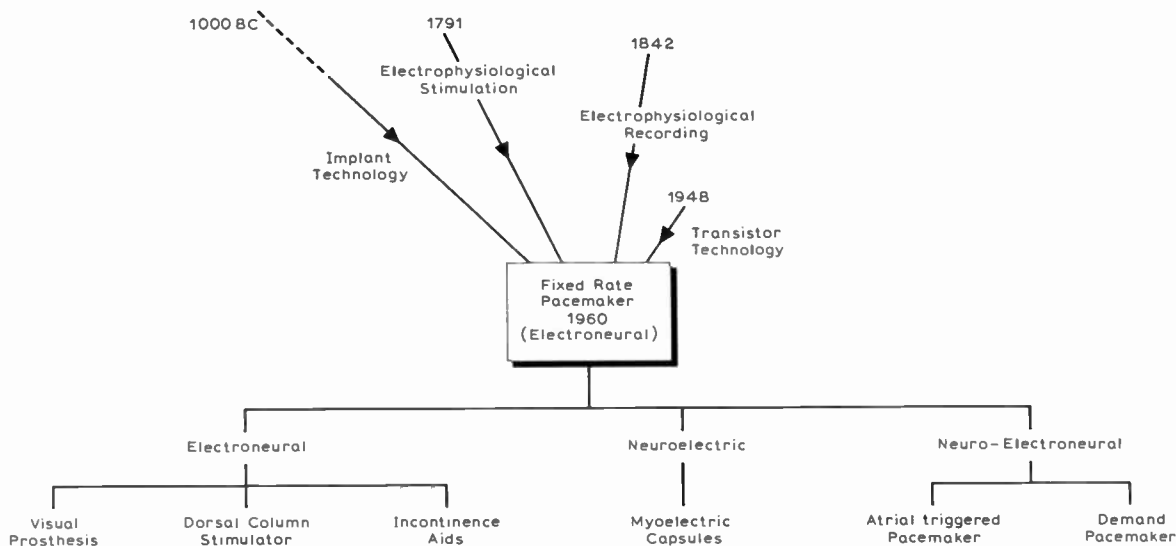 1000 BC
1791
1842
Electrophysiological
Stimulation
Electrophysiological
Recording
Implant
Technology
1948
Transistor
Technology
Fixed Rate
Pacemaker
1960
(Electroneural)
Electroneural
Neuroelectric
Neuro-Electroneural
Visual
Prosthesis
Dorsal Column
Stimulator
Incontinence
Aids
Myoelectric
Capsules
Atrial triggered
Pacemaker
Demand
Pacemaker